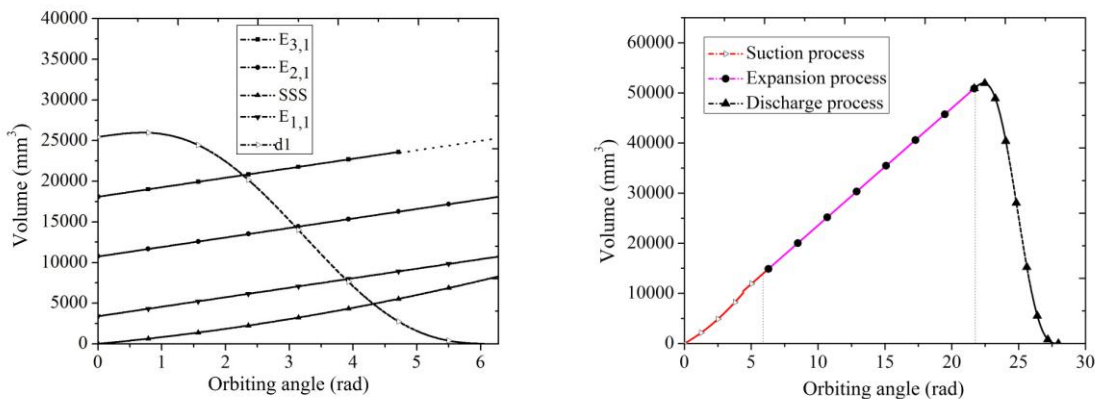 40000
35000
30000
25000
20000
15000
10000
5000
0
Volume (mm³)
E3,1
E2,1
SSS
E1,1
d1
0 1 2 3 4 5 6
Orbiting angle (rad)
60000
50000
40000
30000
20000
10000
0
Volume (mm³)
Suction process
Expansion process
Discharge process
0 5 10 15 20 25 30
Orbiting angle (rad)